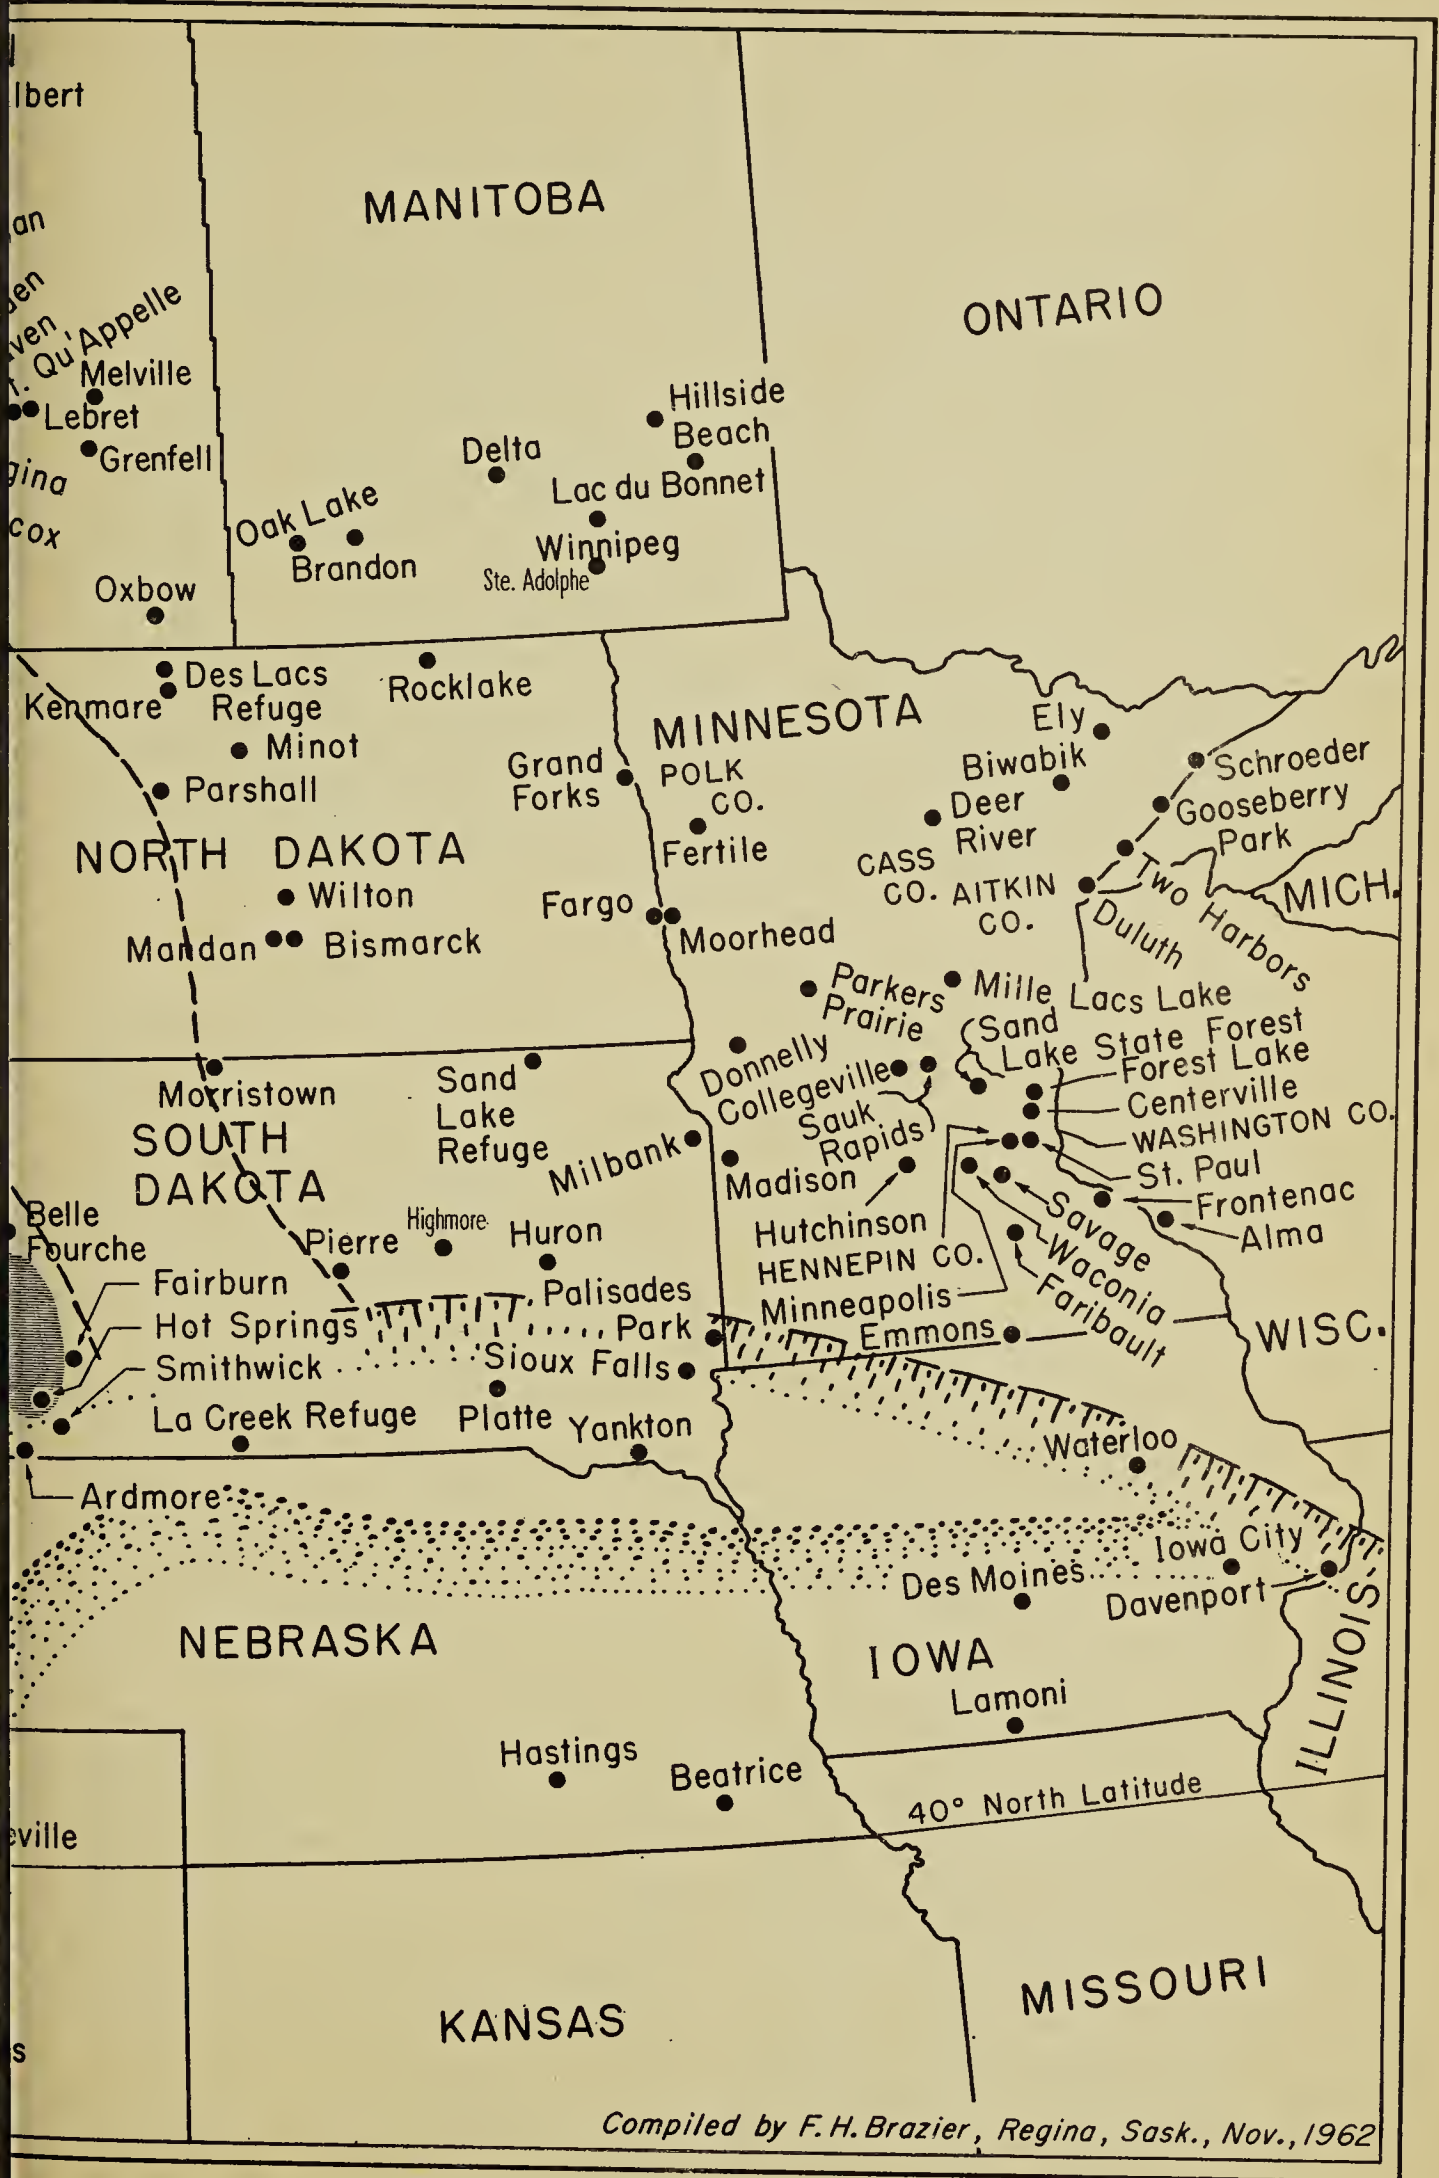 lbert
an
MANITOBA
ONTARIO
Qu'Appelle
Melville
Lebret
Grenfell
Hillside
Beach
Delta
Lac du Bonnet
Oak Lake
Brandon
Winnipeg
Ste. Adolphe
gina
cox
Oxbow
Des Lacs
Refuge
Kenmare
Rocklake
Minot
Parshall
MINNESOTA
Ely
Biwabik
Schroeder
Grand
Forks
POLK
CO.
Deer
River
Gooseberry
Park
Fertile
NORTH DAKOTA
CASS
CO.
AITKIN
CO.
Two Harbors
MICH.
Wilton
Fargo
Mandan
Bismarck
Moorhead
Duluth
Parkers
Prairie
Mille Lacs Lake
Sand
Lake State Forest
Forest Lake
Centerville
WASHINGTON CO.
St. Paul
Frontenac
Alma
Donnelly
Collegeville
Sauk
Rapids
Morristown
Sand
Lake
Refuge
SOUTH
DAKOTA
Milbank
Madison
Hutchinson
HENNEPIN CO.
Minneapolis
Savage
Waconia
Faribault
Belle
Fourche
Pierre
Highmore
Huron
Fairburn
Hot Springs
Smithwick
Palisades
Park
Emmons
WISC.
Sioux Falls
La Creek Refuge
Platte
Yankton
Waterloo
Ardmore
Iowa City
Des Moines
Davenport
NEBRASKA
IOWA
ILLINOIS
Lamoni
Hastings
Beatrice
40° North Latitude
eville
KANSAS
MISSOURI
s
Compiled by F.H. Brazier, Regina, Sask., Nov., 1962